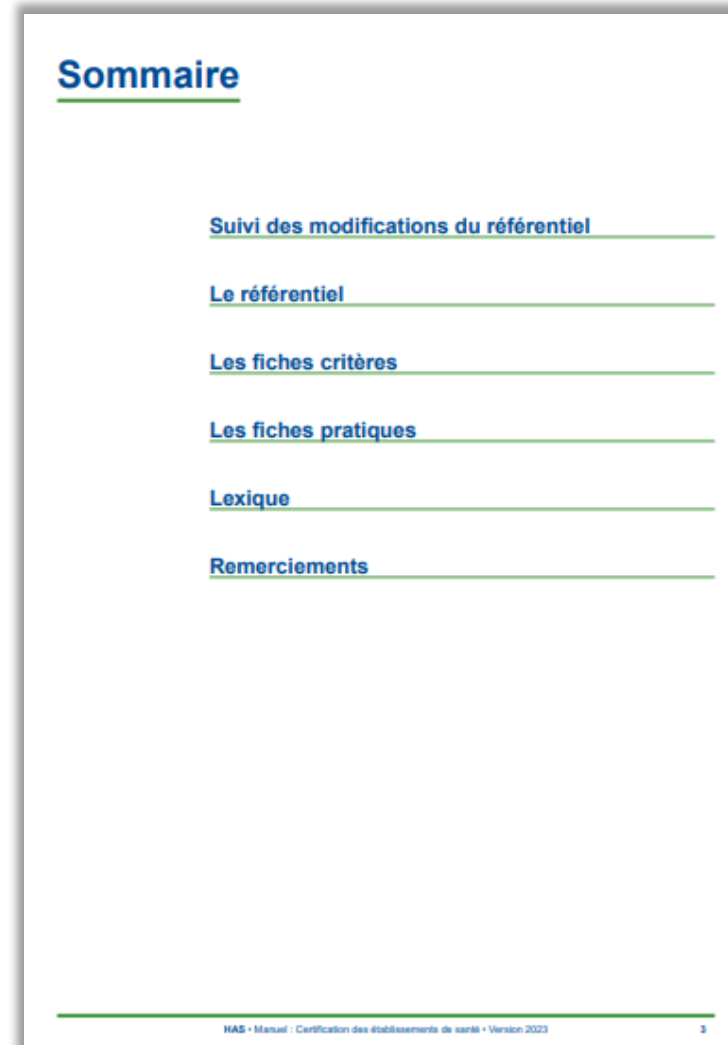 Sommaire
Suivi des modifications du référentiel
Le référentiel
Les fiches critères
Les fiches pratiques
Lexique
Remerciements
HAS • Manuel : Certification des établissements de santé • Version 2023 3